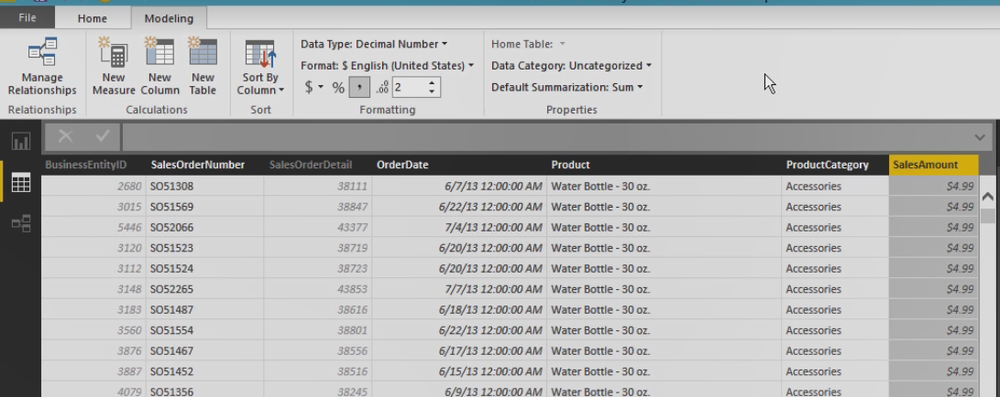 File Home Modeling
Data Type: Decimal Number Home Table:
Format: $ English (United States) Data Category: Uncategorized
$ % , .00 2 Default Summarization: Sum
Manage Relationships New Measure New Column New Table Sort By Column
Relationships Calculations Sort Formatting Properties
BusinessEntityID SalesOrderNumber SalesOrderDetail OrderDate Product ProductCategory SalesAmount
2680 SO51308 38111 6/7/13 12:00:00 AM Water Bottle - 30 oz. Accessories $4.99
3015 SO51569 38847 6/22/13 12:00:00 AM Water Bottle - 30 oz. Accessories $4.99
5446 SO52066 43377 7/4/13 12:00:00 AM Water Bottle - 30 oz. Accessories $4.99
3120 SO51523 38719 6/20/13 12:00:00 AM Water Bottle - 30 oz. Accessories $4.99
3112 SO51524 38723 6/20/13 12:00:00 AM Water Bottle - 30 oz. Accessories $4.99
3148 SO52265 43853 7/7/13 12:00:00 AM Water Bottle - 30 oz. Accessories $4.99
3183 SO51487 38616 6/18/13 12:00:00 AM Water Bottle - 30 oz. Accessories $4.99
3560 SO51554 38801 6/22/13 12:00:00 AM Water Bottle - 30 oz. Accessories $4.99
3876 SO51467 38556 6/17/13 12:00:00 AM Water Bottle - 30 oz. Accessories $4.99
3887 SO51452 38516 6/15/13 12:00:00 AM Water Bottle - 30 oz. Accessories $4.99
4079 SO51356 38245 6/9/13 12:00:00 AM Water Bottle - 30 oz. Accessories $4.99